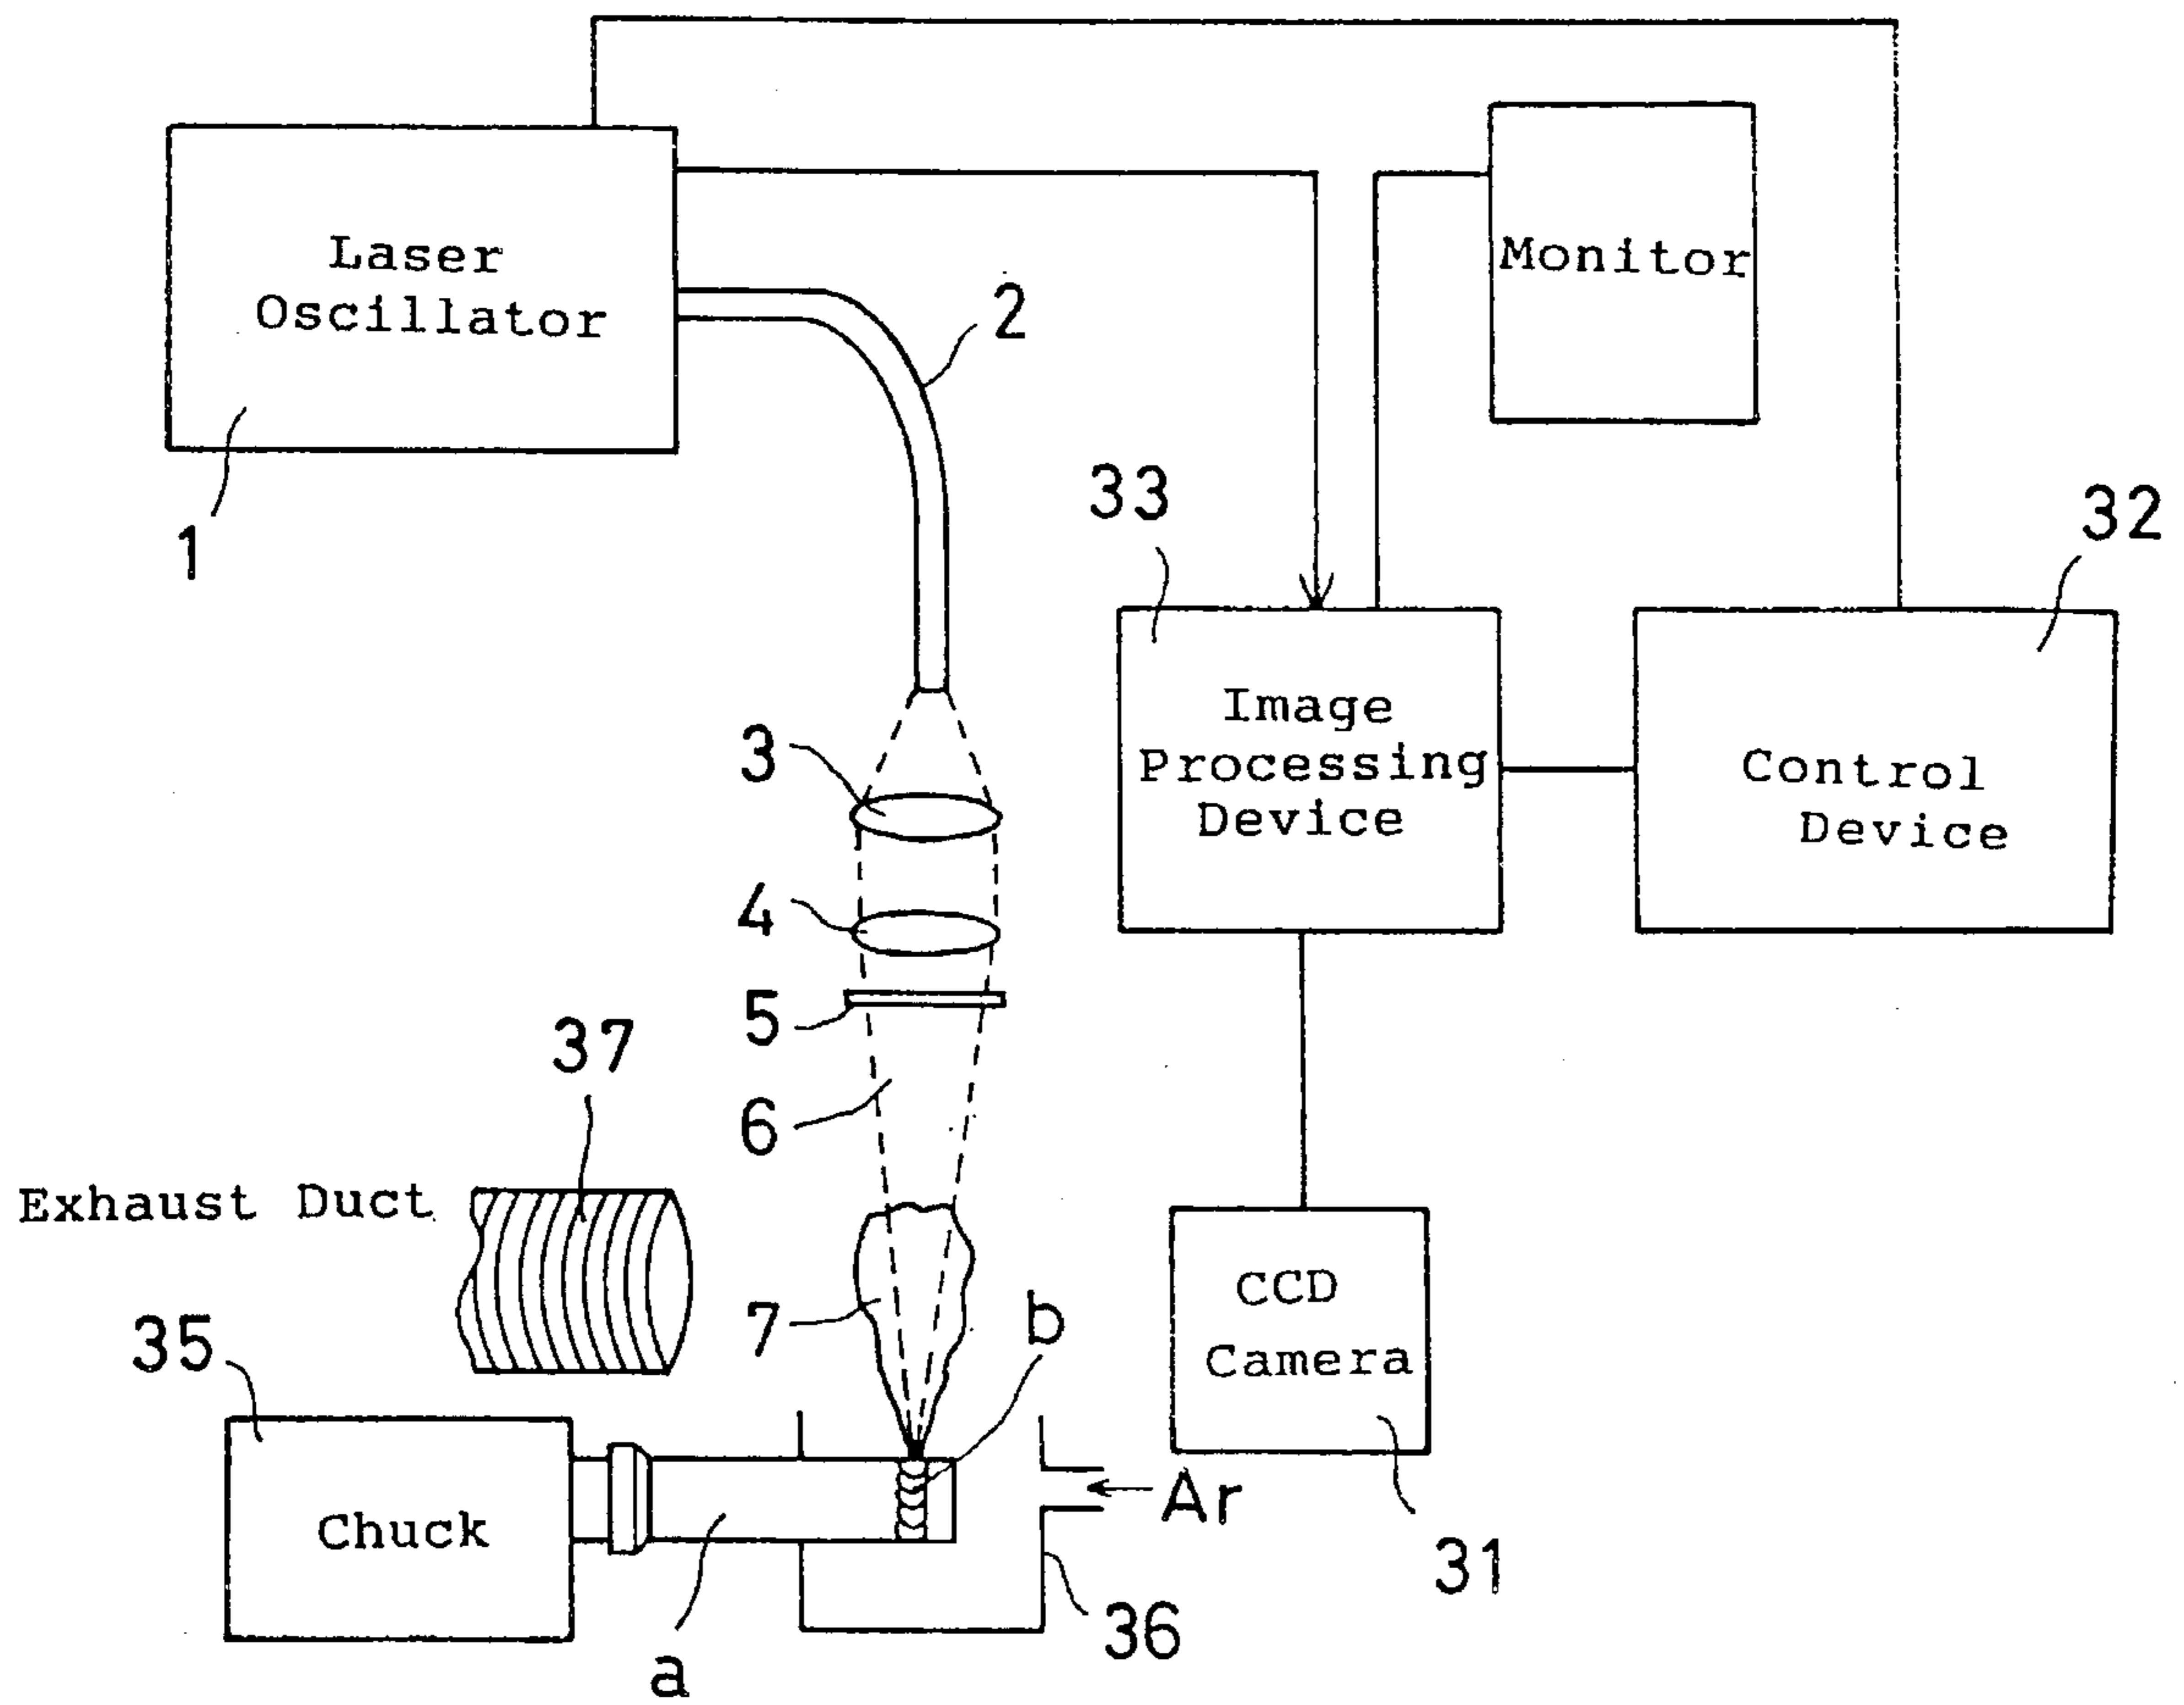 Laser
Oscillator
1
2
Monitor
33
32
Image
Processing
Device
Control
Device
3
4
5
6
37
Exhaust Duct
7
b
35
CCD
Camera
Chuck
Ar
31
36
a